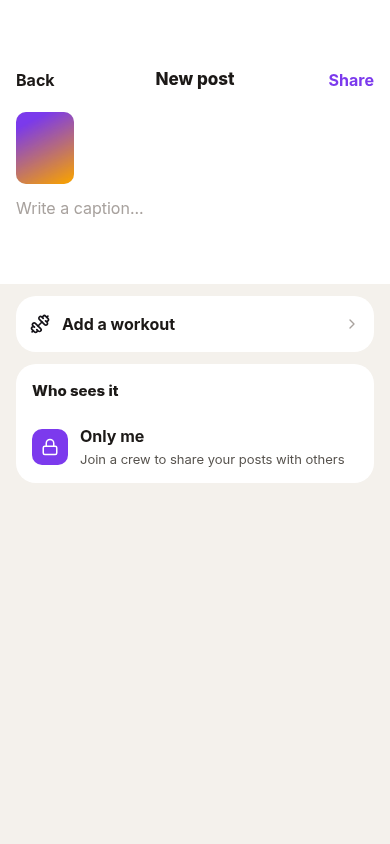 Back
New post
Share
Write a caption...
Add a workout
Who sees it
Only me
Join a crew to share your posts with others